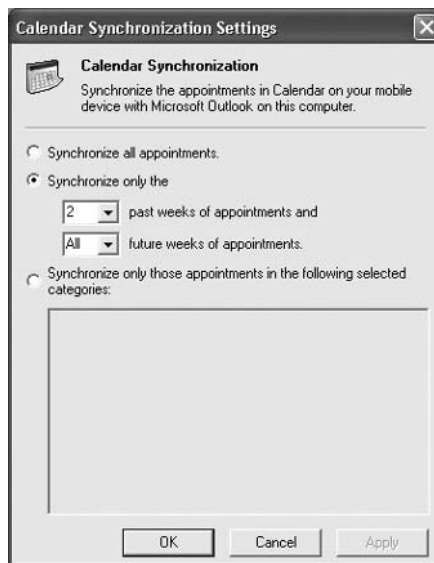 Calendar Synchronization Settings
Calendar Synchronization
Synchronize the appointments in Calendar on your mobile
device with Microsoft Outlook on this computer.
Synchronize all appointments.
Synchronize only the
2 past weeks of appointments and
All future weeks of appointments.
Synchronize only those appointments in the following selected
categories:
OK Cancel Apply